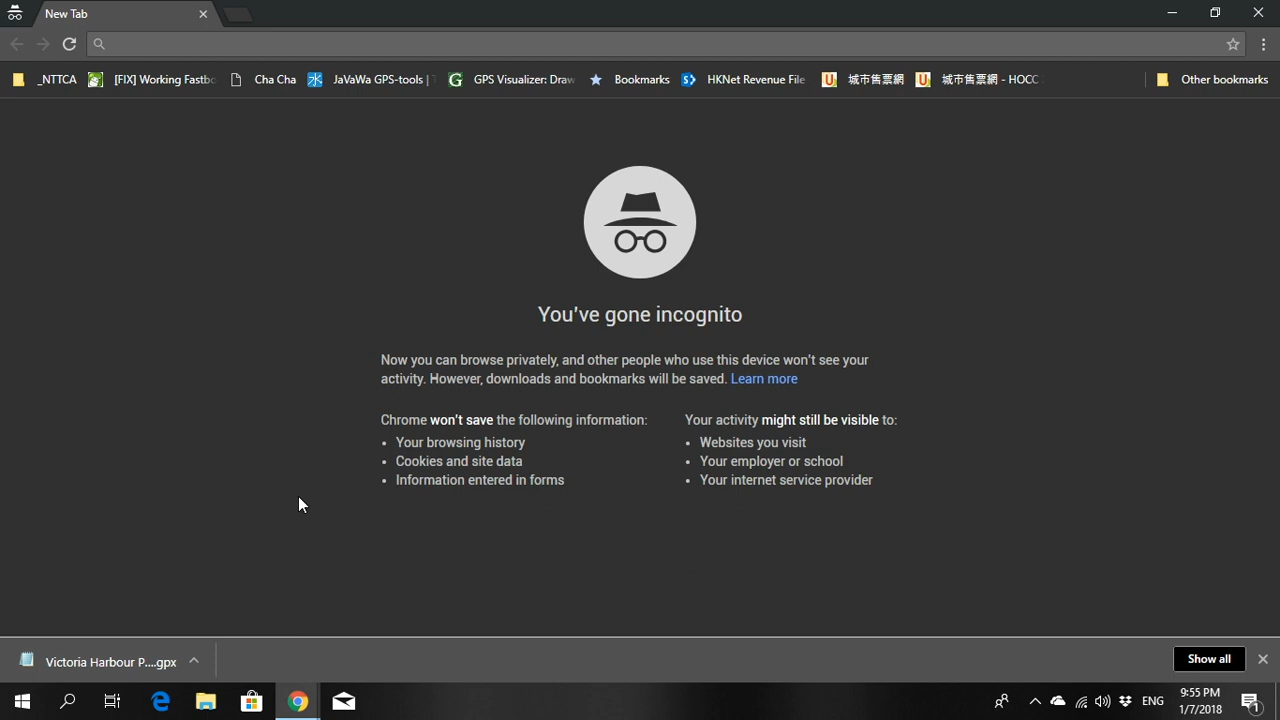 New Tab
_NTTCA
[FIX] Working Fastbo
Cha Cha
JaVaWa GPS-tools |
GPS Visualizer: Draw
Bookmarks
HKNet Revenue File
城市售票網
城市售票網 - HOCC
Other bookmarks
You've gone incognito
Now you can browse privately, and other people who use this device won't see your
activity. However, downloads and bookmarks will be saved. Learn more
Chrome won't save the following information:
Your browsing history
Cookies and site data
Information entered in forms
Your activity might still be visible to:
Websites you visit
Your employer or school
Your internet service provider
Victoria Harbour P....gpx
Show all
ENG
9:55 PM
1/7/2018
1